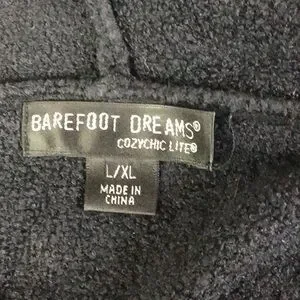 BAREFOOT DREAMS®
COZYCHIC LITE®
L/XL
MADE IN
CHINA